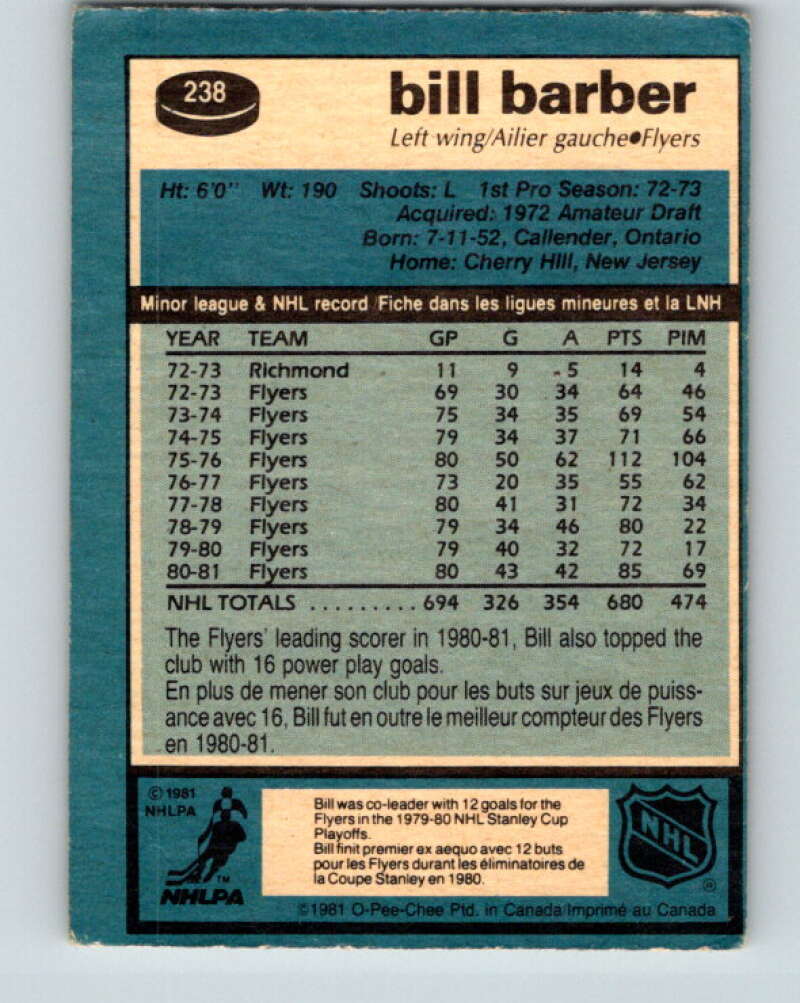 238
bill barber
Left wing/Ailier gauche●Flyers
Ht: 6'0" Wt: 190 Shoots: L 1st Pro Season: 72-73
Acquired: 1972 Amateur Draft
Born: 7-11-52, Callender, Ontario
Home: Cherry Hill, New Jersey
Minor league & NHL record/Fiche dans les ligues mineures et la LNH
YEAR TEAM GP G A PTS PIM
72-73 Richmond 11 9 5 14 4
72-73 Flyers 69 30 34 64 46
73-74 Flyers 75 34 35 69 54
74-75 Flyers 79 34 37 71 66
75-76 Flyers 80 50 62 112 104
76-77 Flyers 73 20 35 55 62
77-78 Flyers 80 41 31 72 34
78-79 Flyers 79 34 46 80 22
79-80 Flyers 79 40 32 72 17
80-81 Flyers 80 43 42 85 69
NHL TOTALS ......... 694 326 354 680 474
The Flyers' leading scorer in 1980-81, Bill also topped the
club with 16 power play goals.
En plus de mener son club pour les buts sur jeux de puiss-
ance avec 16, Bill fut en outre le meilleur compteur des Flyers
en 1980-81.
©1981
NHLPA
TM
NHLPA
Bill was co-leader with 12 goals for the
Flyers in the 1979-80 NHL Stanley Cup
Playoffs.
Bill finit premier ex aequo avec 12 buts
pour les Flyers durant les éliminatoires de
la Coupe Stanley en 1980.
NHL
®
©1981 O-Pee-Chee Ptd. in Canada/Imprimé au Canada